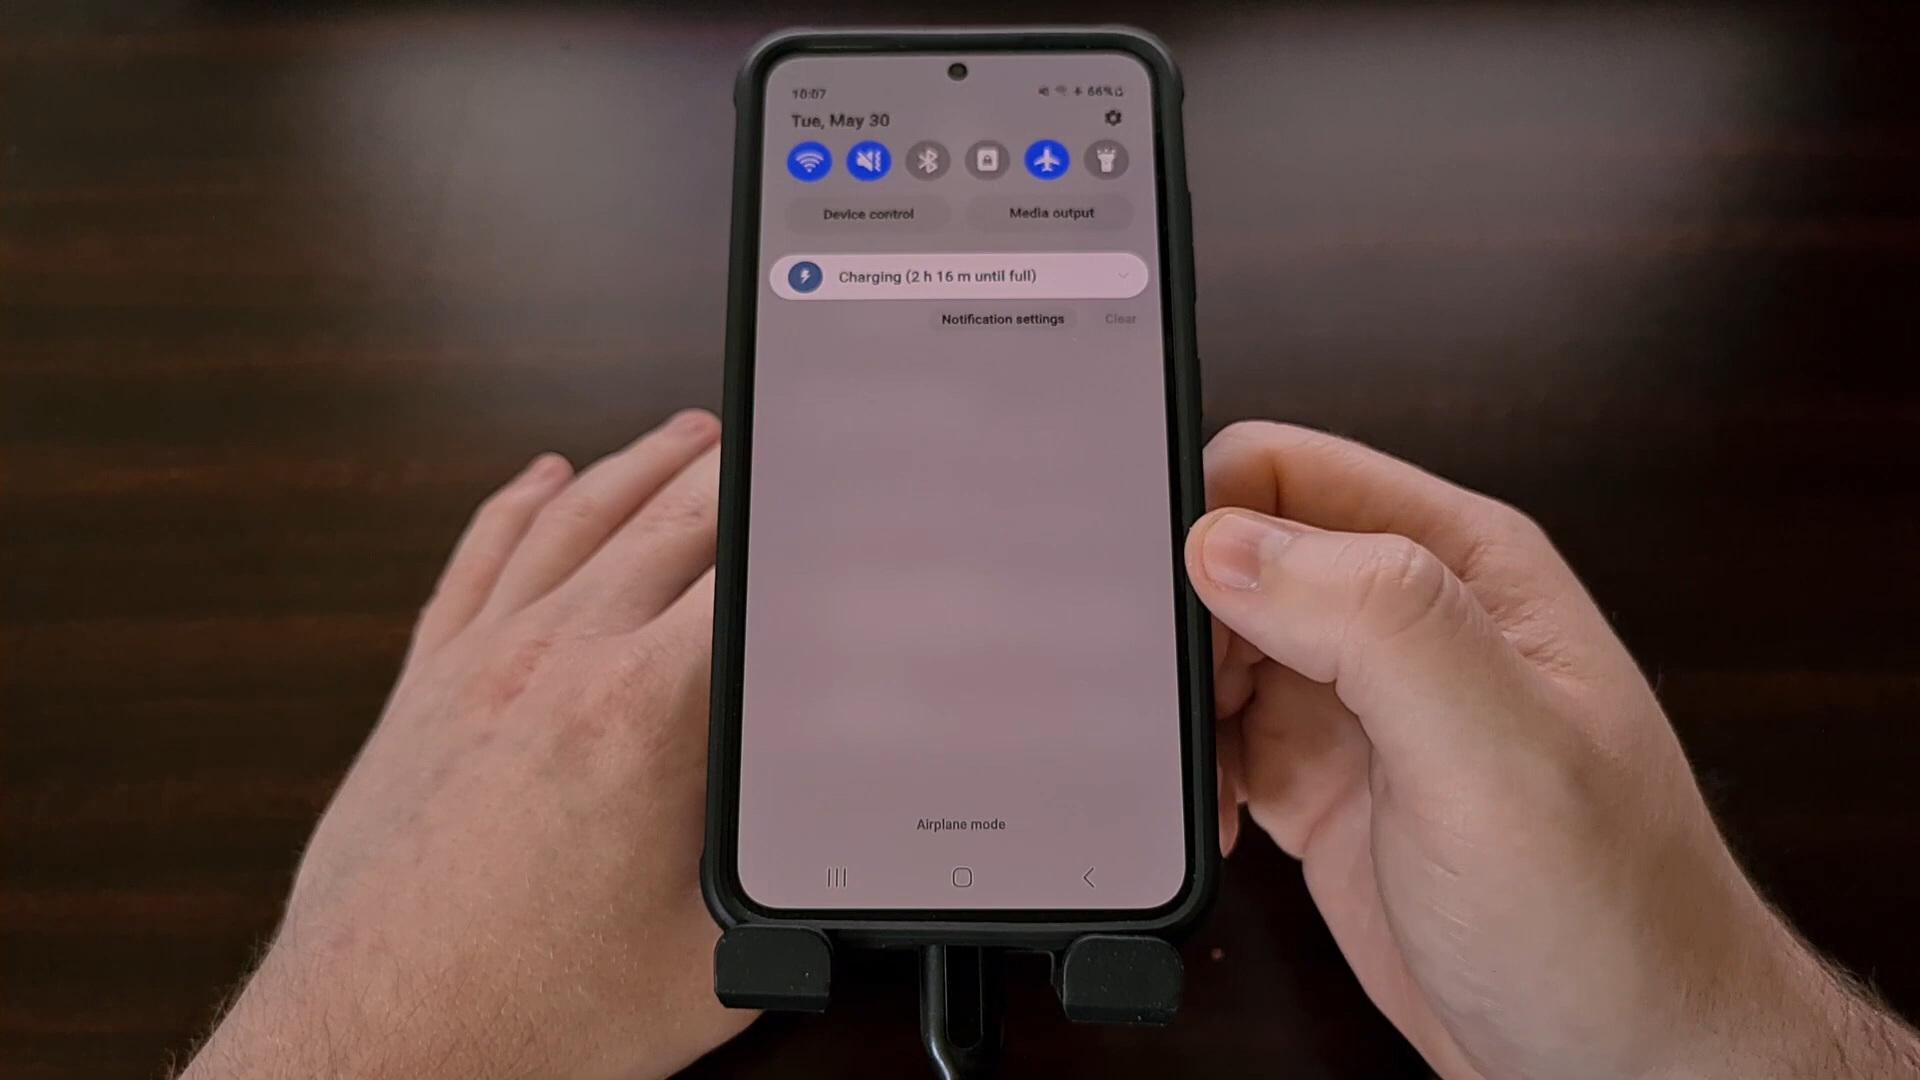 10:07
66%
Tue, May 30
Device control
Media output
Charging (2 h 16 m until full)
Notification settings
Clear
Airplane mode